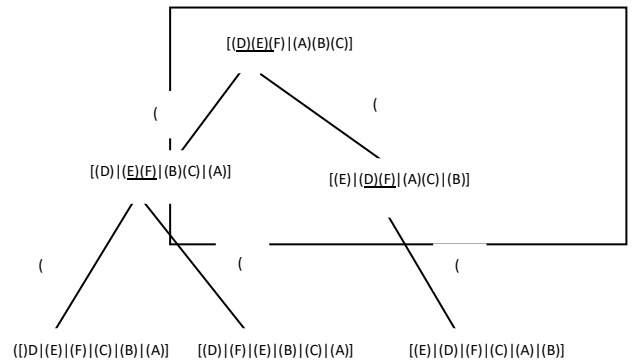 [(D)(E)(F)|(A)(B)(C)]
(
(
[(D)|(E)(F)|(B)(C)|(A)]
[(E)|(D)(F)|(A)(C)|(B)]
(
(
(
([)D|(E)|(F)|(C)|(B)|(A)]
[(D)|(F)|(E)|(B)|(C)|(A)]
[(E)|(D)|(F)|(C)|(A)|(B)]